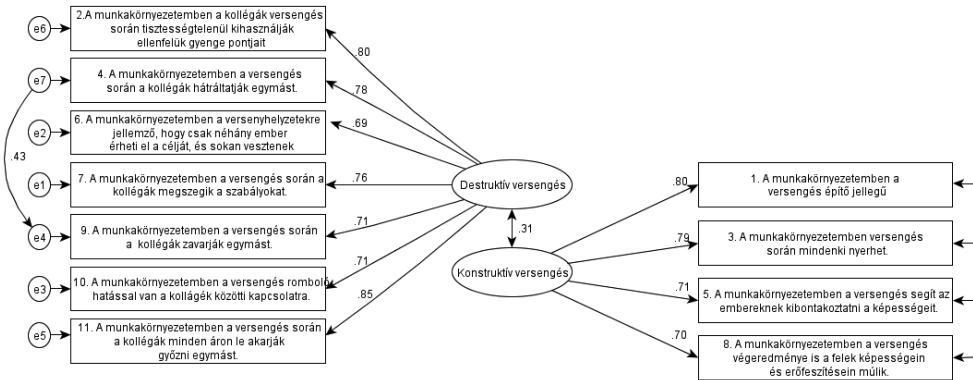 e6
2.A munkakörnyezetemben a kollégák versengés
során tisztességtelenül kihasználják
ellenfelük gyenge pontjait
.80
e7
4. A munkakörnyezetemben a versengés
során a kollégák hátráltatják egymást.
.78
e2
6. A munkakörnyezetemben a versenyhelyzetekre
jellemző, hogy csak néhány ember
érheti el a célját, és sokan vesztenek
.69
.43
e1
7. A munkakörnyezetemben a versengés során a
kollégák megszegik a szabályokat.
.76
e4
9. A munkakörnyezetemben a versengés során
a kollégák zavarják egymást.
.71
e3
10. A munkakörnyezetemben a versengés romboló
hatással van a kollágék közötti kapcsolatra.
.71
e5
11. A munkakörnyezetemben a versengés során
a kollégák minden áron le akarják
győzni egymást.
.85
Destruktív versengés
.31
Konstruktív versengés
.80
1. A munkakörnyezetemben a
versengés építő jellegű
.79
3. A munkakörnyezetemben versengés
során mindenki nyerhet.
.71
5. A munkakörnyezetemben a versengés segít az
embereknek kibontakoztatni a képességeit.
.70
8. A munkakörnyezetemben a versengés
végeredménye is a felek képességein
és erőfeszítésein múlik.